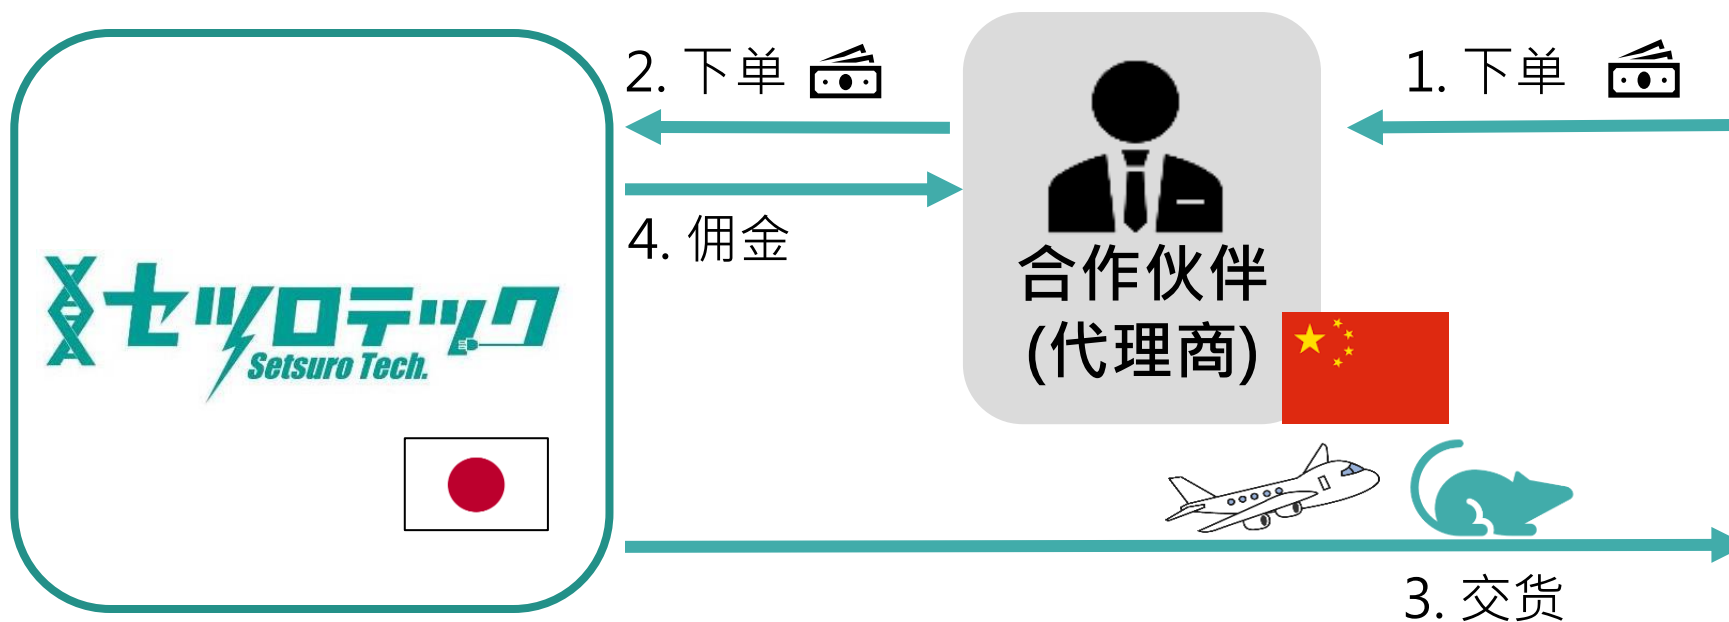 2. 下单
1. 下单
4. 佣金
セツロテック
Setsuro Tech.
合作伙伴
(代理商)
3. 交货